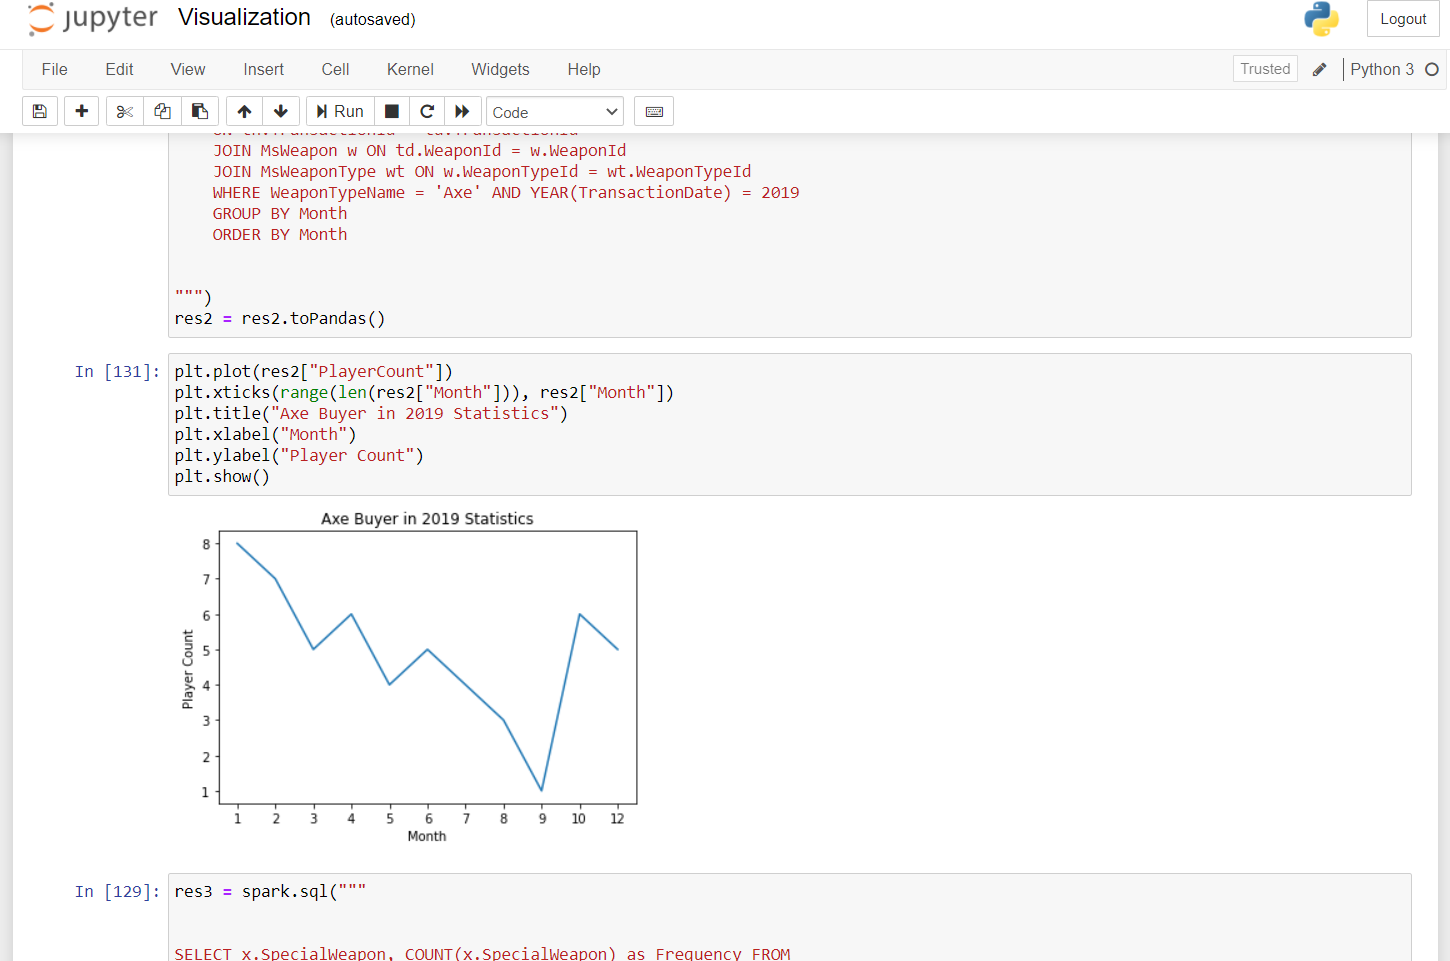 jupyter Visualization (autosaved) Logout
File Edit View Insert Cell Kernel Widgets Help Trusted Python 3
Run Code
ON th.TransactionId = td.TransactionId
JOIN MsWeapon w ON td.WeaponId = w.WeaponId
JOIN MsWeaponType wt ON w.WeaponTypeId = wt.WeaponTypeId
WHERE WeaponTypeName = 'Axe' AND YEAR(TransactionDate) = 2019
GROUP BY Month
ORDER BY Month
""")
res2 = res2.toPandas()
In [131]: plt.plot(res2["PlayerCount"])
plt.xticks(range(len(res2["Month"])), res2["Month"])
plt.title("Axe Buyer in 2019 Statistics")
plt.xlabel("Month")
plt.ylabel("Player Count")
plt.show()
Axe Buyer in 2019 Statistics
8
7
6
5
4
3
2
1
Player Count
1 2 3 4 5 6 7 8 9 10 12
Month
In [129]: res3 = spark.sql("""
SELECT x.SpecialWeapon, COUNT(x.SpecialWeapon) as Frequency FROM